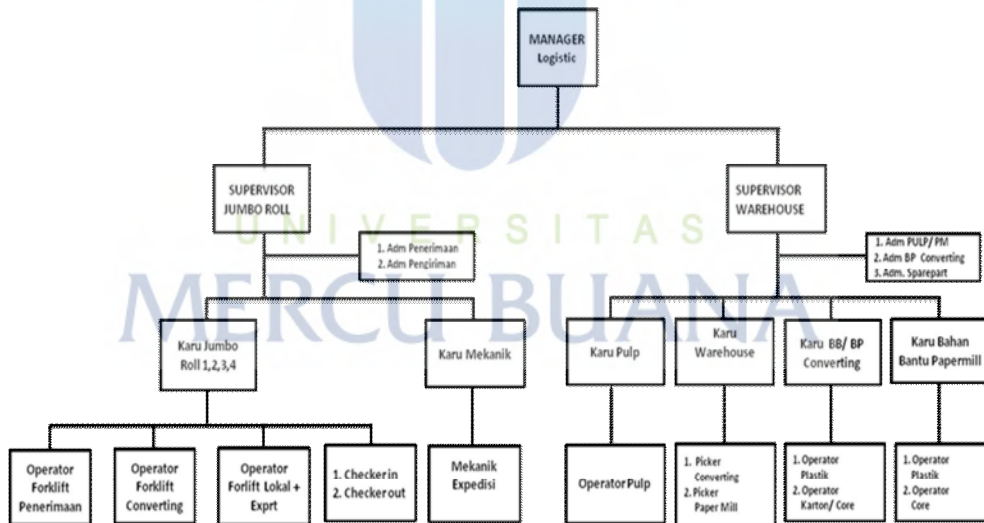 MANAGER
Logistic
SUPERVISOR
JUMBO ROLL
SUPERVISOR
WAREHOUSE
UNIVERSITAS
MERCU BUANA
1. Adm Penerimaan
2. Adm Pengiriman
1. Adm PULP/ PM
2. Adm BP Converting
3. Adm. Sparepart
Karu Jumbo
Roll 1,2,3,4
Karu Mekanik
Karu Pulp
Karu
Warehouse
Karu BB/ BP
Converting
Karu Bahan
Bantu Papermill
Operator
Forklift
Penerimaan
Operator
Forklift
Converting
Operator
Forlift Lokal +
Exprt
1. Checker in
2. Checker out
Mekanik
Expedisi
Operator Pulp
1. Picker
Converting
2. Picker
Paper Mill
1. Operator
Plastik
2. Operator
Karton/ Core
1. Operator
Plastik
2. Operator
Core